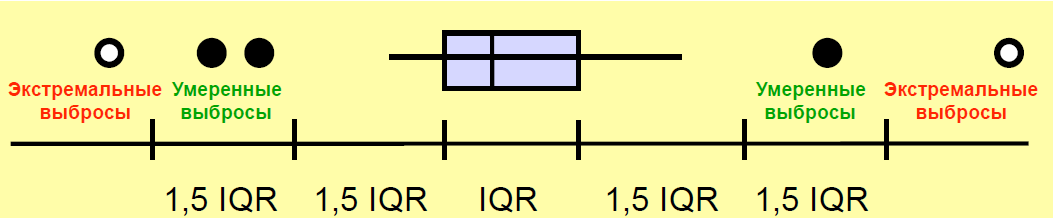 Экстремальные
выбросы
Умеренные
выбросы
Умеренные
выбросы
Экстремальные
выбросы
1,5 IQR 1,5 IQR IQR 1,5 IQR 1,5 IQR